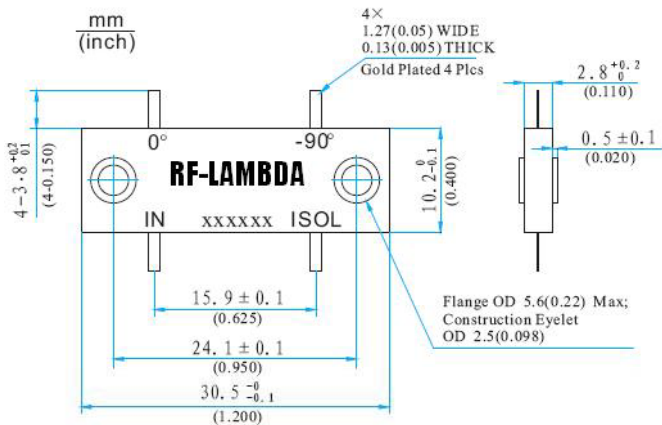 mm
(inch)
4×
1.27(0.05) WIDE
0.13(0.005) THICK
Gold Plated 4 Plcs
2.8 +0.2 0
(0.110)
0.5±0.1
(0.020)
4-3.8 +0.2 0.1
(4-0.150)
0° -90°
RF-LAMBDA
IN xxxxxx ISOL
10.2 -0 -0.1
(0.400)
15.9±0.1
(0.625)
24.1±0.1
(0.950)
30.5 -0 -0.1
(1.200)
Flange OD 5.6(0.22) Max;
Construction Eyelet
OD 2.5(0.098)